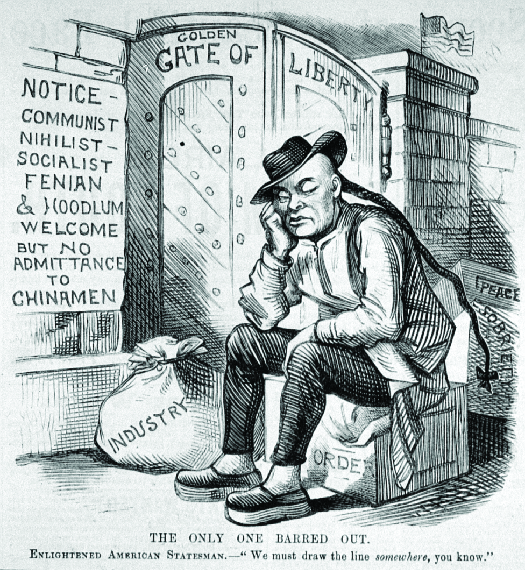 GOLDEN
GATE OF
LIBERTY
NOTICE -
COMMUNIST
NIHILIST -
SOCIALIST
FENIAN
& HOODLUM
WELCOME
BUT NO
ADMITTANCE
TO
CHINAMEN
PEACE
SOBRIETY
INDUSTRY
ORDER
THE ONLY ONE BARRED OUT.
ENLIGHTENED AMERICAN STATESMAN.—“We must draw the line somewhere, you know.”